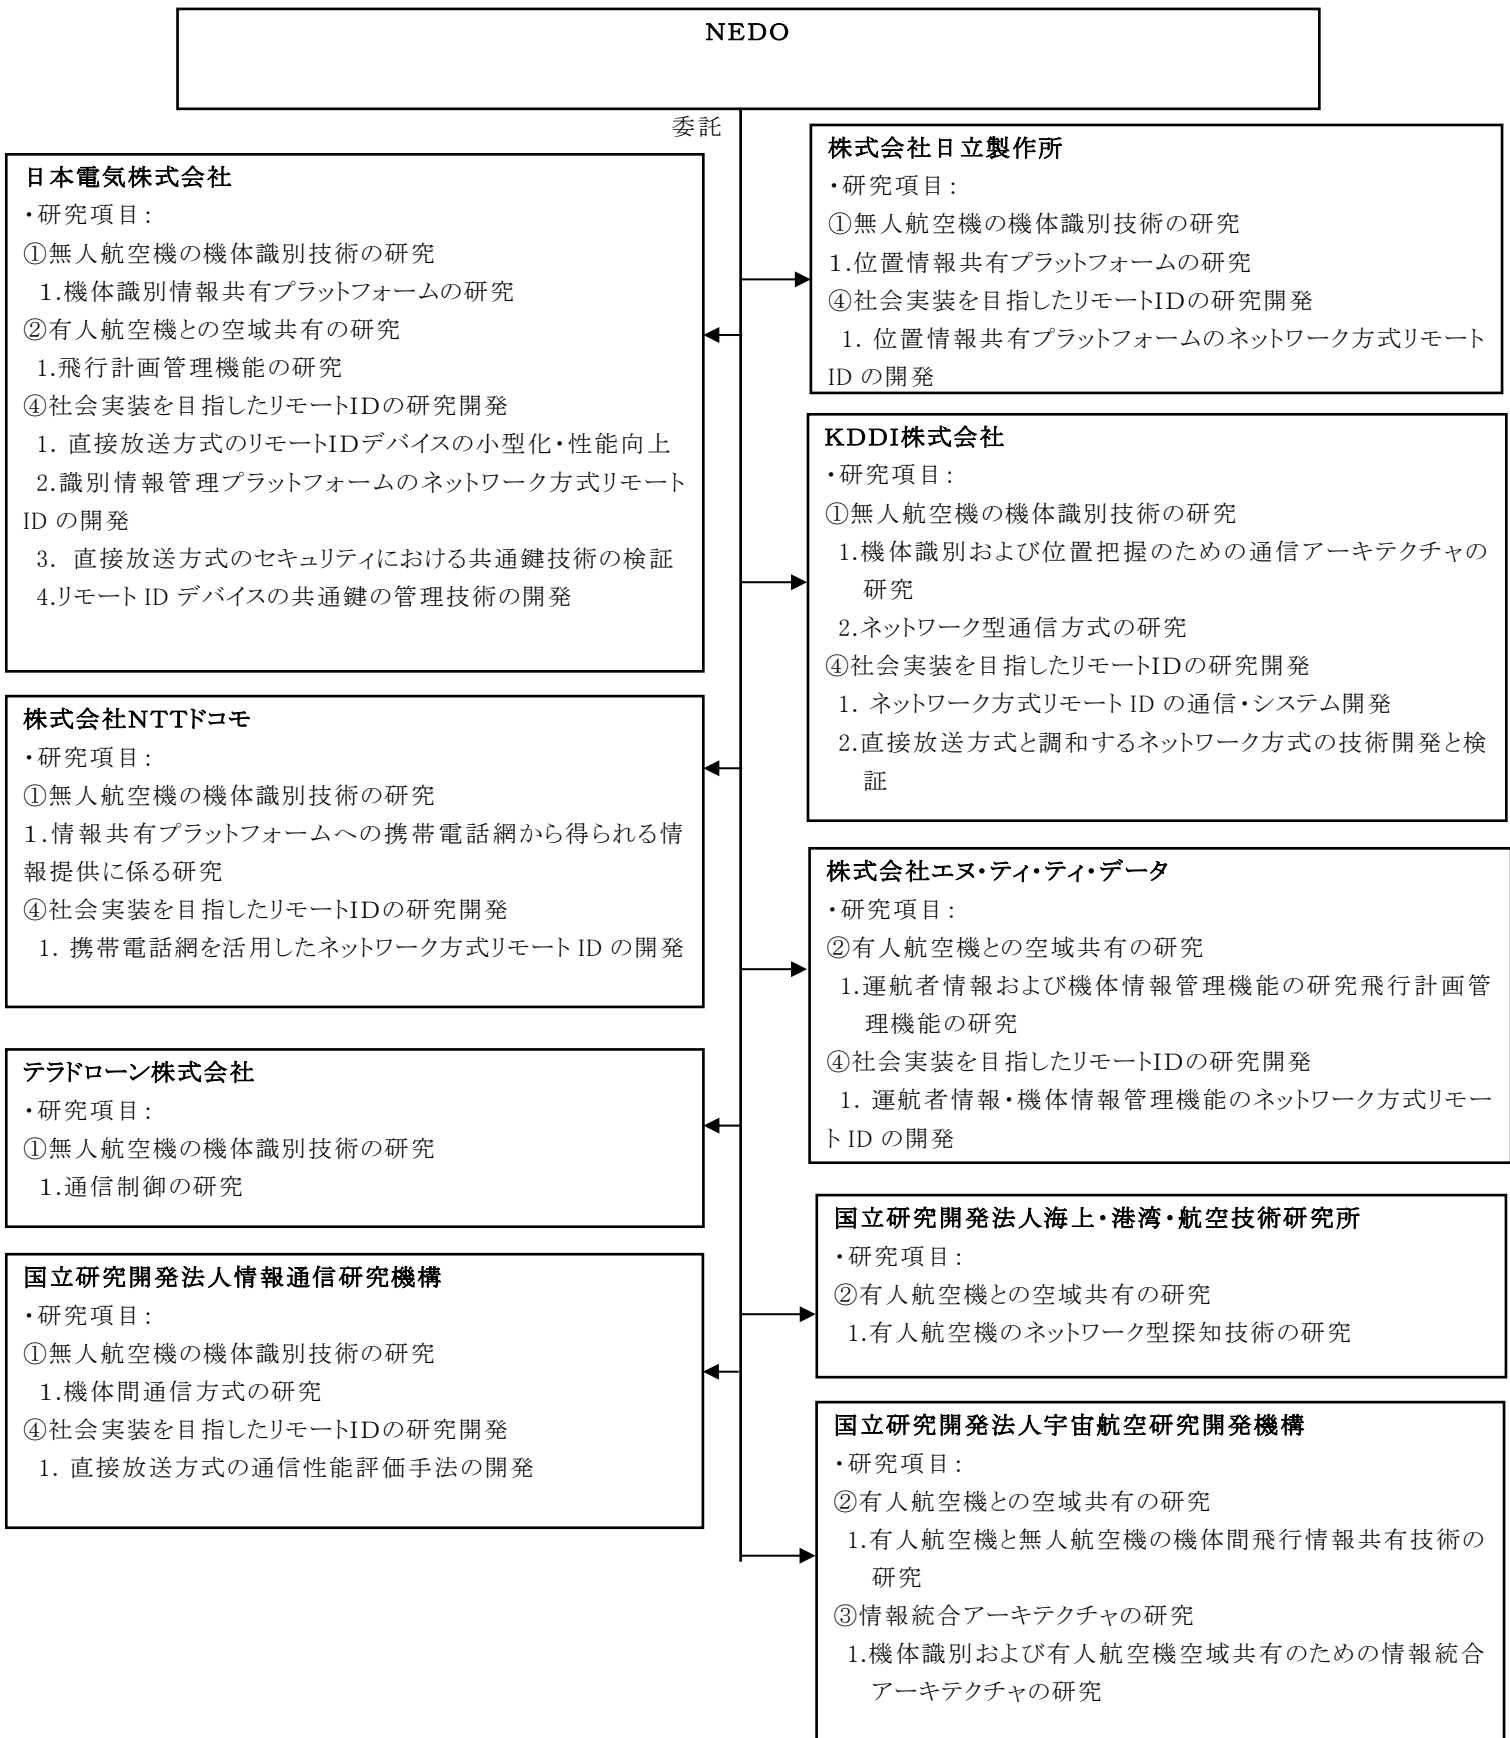 NEDO
委託
日本電気株式会社
・研究項目:
①無人航空機の機体識別技術の研究
1.機体識別情報共有プラットフォームの研究
②有人航空機との空域共有の研究
1.飛行計画管理機能の研究
④社会実装を目指したリモートIDの研究開発
1. 直接放送方式のリモートIDデバイスの小型化・性能向上
2.識別情報管理プラットフォームのネットワーク方式リモート
ID の開発
3. 直接放送方式のセキュリティにおける共通鍵技術の検証
4.リモート ID デバイスの共通鍵の管理技術の開発
株式会社NTTドコモ
・研究項目:
①無人航空機の機体識別技術の研究
1.情報共有プラットフォームへの携帯電話網から得られる情
報提供に係る研究
④社会実装を目指したリモートIDの研究開発
1. 携帯電話網を活用したネットワーク方式リモート ID の開発
テラドローン株式会社
・研究項目:
①無人航空機の機体識別技術の研究
1.通信制御の研究
国立研究開発法人情報通信研究機構
・研究項目:
①無人航空機の機体識別技術の研究
1.機体間通信方式の研究
④社会実装を目指したリモートIDの研究開発
1. 直接放送方式の通信性能評価手法の開発
株式会社日立製作所
・研究項目:
①無人航空機の機体識別技術の研究
1.位置情報共有プラットフォームの研究
④社会実装を目指したリモートIDの研究開発
1. 位置情報共有プラットフォームのネットワーク方式リモート
ID の開発
KDDI株式会社
・研究項目:
①無人航空機の機体識別技術の研究
1.機体識別および位置把握のための通信アーキテクチャの
研究
2.ネットワーク型通信方式の研究
④社会実装を目指したリモートIDの研究開発
1. ネットワーク方式リモート ID の通信・システム開発
2.直接放送方式と調和するネットワーク方式の技術開発と検
証
株式会社エヌ・ティ・ティ・データ
・研究項目:
②有人航空機との空域共有の研究
1.運航者情報および機体情報管理機能の研究飛行計画管
理機能の研究
④社会実装を目指したリモートIDの研究開発
1. 運航者情報・機体情報管理機能のネットワーク方式リモー
ト ID の開発
国立研究開発法人海上・港湾・航空技術研究所
・研究項目:
②有人航空機との空域共有の研究
1.有人航空機のネットワーク型探知技術の研究
国立研究開発法人宇宙航空研究開発機構
・研究項目:
②有人航空機との空域共有の研究
1.有人航空機と無人航空機の機体間飛行情報共有技術の
研究
③情報統合アーキテクチャの研究
1.機体識別および有人航空機空域共有のための情報統合
アーキテクチャの研究